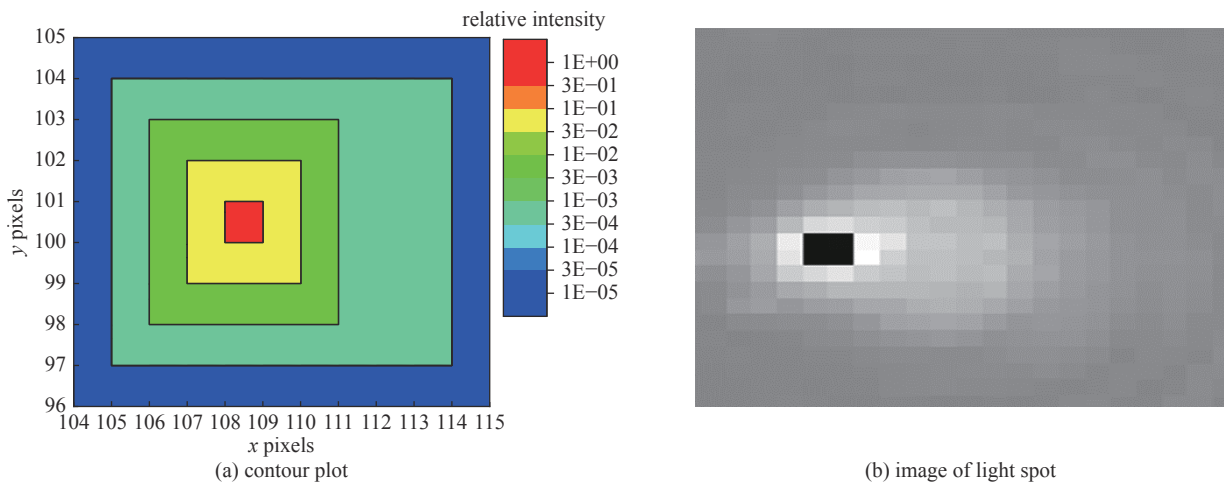 relative intensity
1E+00
3E−01
1E−01
3E−02
1E−02
3E−03
1E−03
3E−04
1E−04
3E−05
1E−05
105
104
103
102
101
100
99
98
97
96
y pixels
104 105 106 107 108 109 110 111 112 113 114 115
x pixels
(a) contour plot
(b) image of light spot